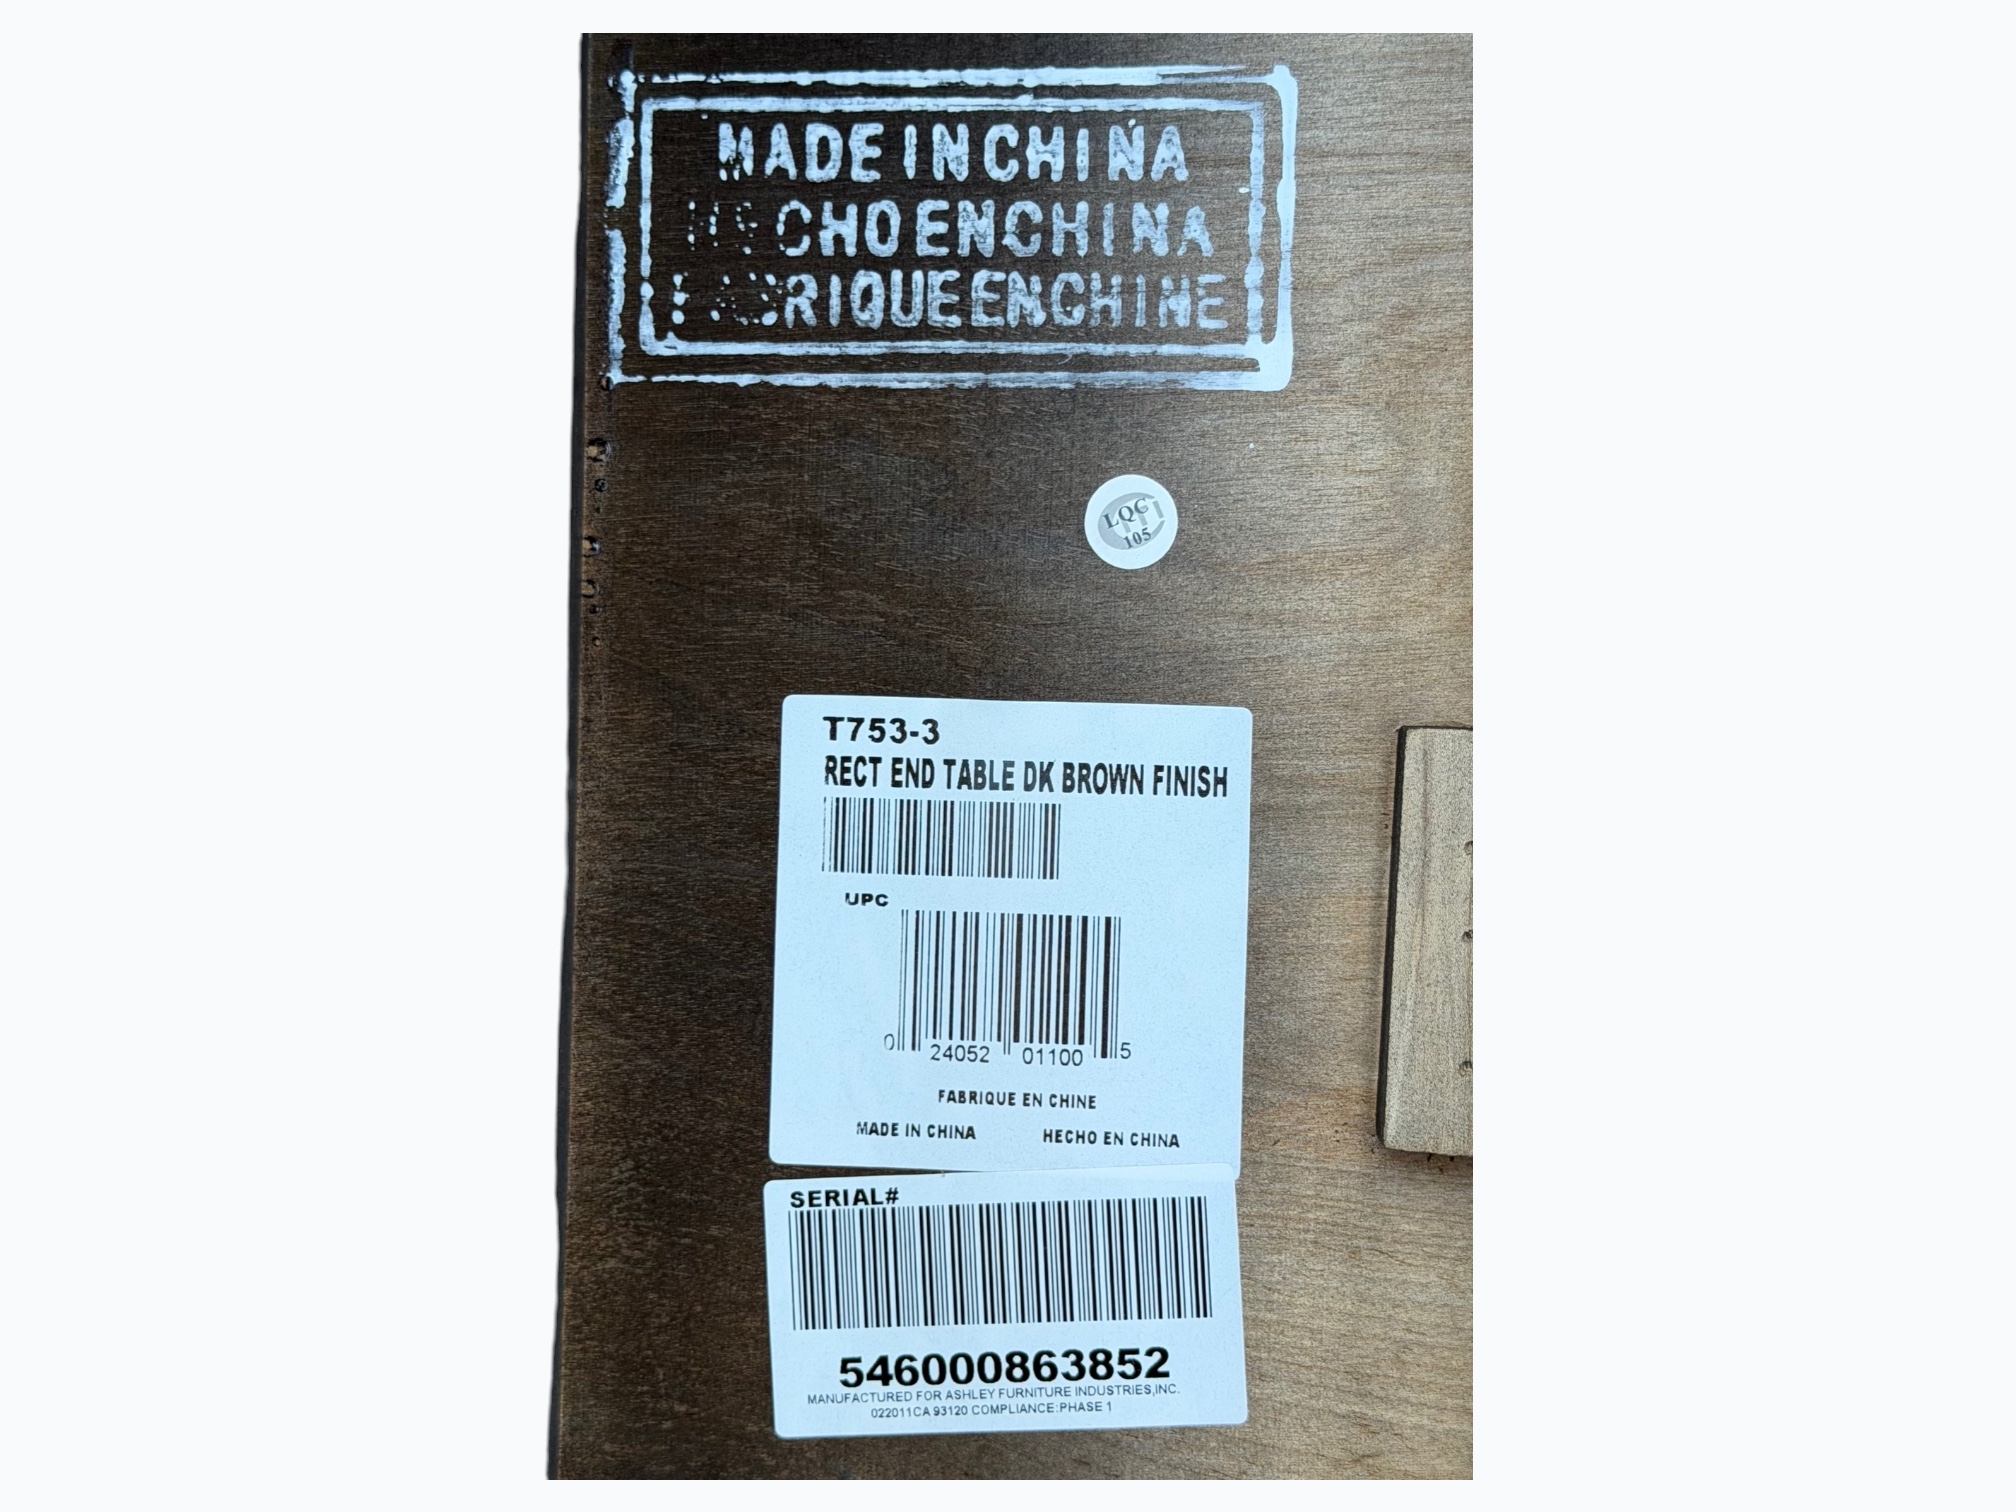 MADE IN CHINA
HECHO EN CHINA
FABRIQUE EN CHINE
LQC
105
T753-3
RECT END TABLE DK BROWN FINISH
UPC
0 24052 01100 5
FABRIQUE EN CHINE
MADE IN CHINA HECHO EN CHINA
SERIAL#
546000863852
MANUFACTURED FOR ASHLEY FURNITURE INDUSTRIES,INC.
022011CA 93120 COMPLIANCE:PHASE 1